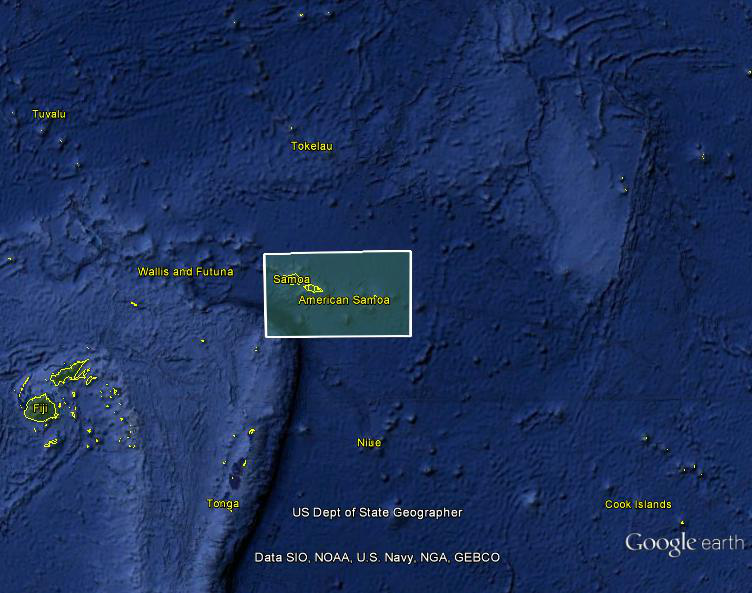 Tuvalu
Tokelau
Wallis and Futuna
Samoa
American Samoa
Fiji
Niue
Tonga
Cook Islands
US Dept of State Geographer
Google earth
Data SIO, NOAA, U.S. Navy, NGA, GEBCO